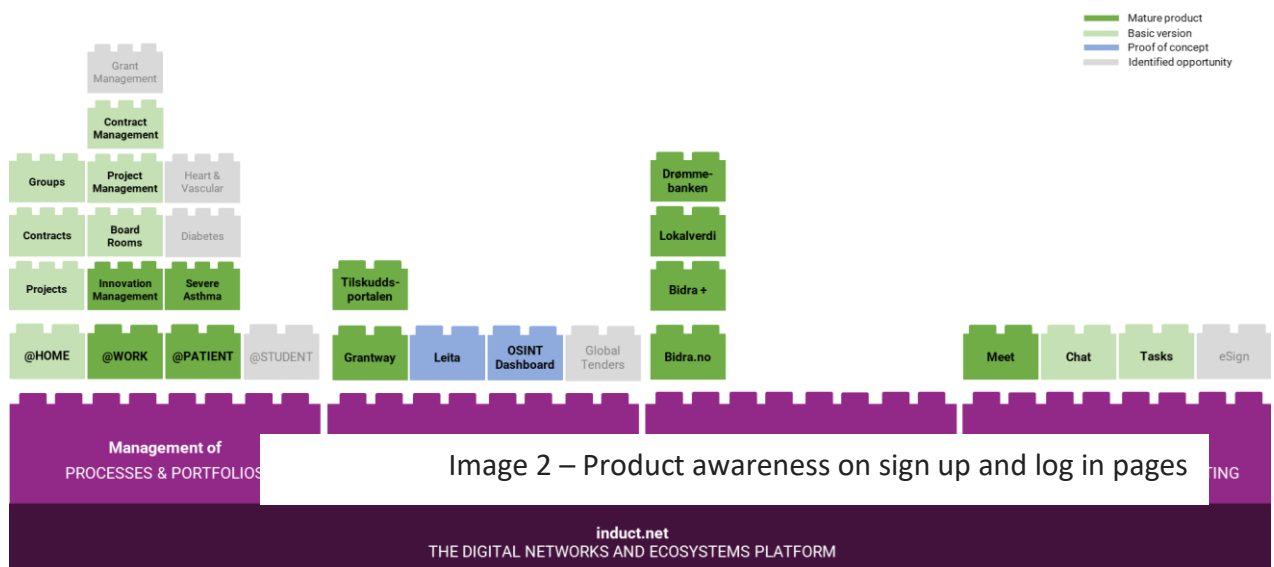 Mature product
Basic version
Proof of concept
Identified opportunity
Grant
Management
Contract
Management
Groups
Project
Management
Heart &
Vascular
Contracts
Board
Rooms
Diabetes
Projects
Innovation
Management
Severe
Asthma
@HOME
@WORK
@PATIENT
@STUDENT
Tilskudds-
portalen
Grantway
Leita
OSINT
Dashboard
Global
Tenders
Drømme-
banken
Lokalverdi
Bidra +
Bidra.no
Meet
Chat
Tasks
eSign
Management of
PROCESSES & PORTFOLIOS
Image 2 – Product awareness on sign up and log in pages
TING
induct.net
THE DIGITAL NETWORKS AND ECOSYSTEMS PLATFORM